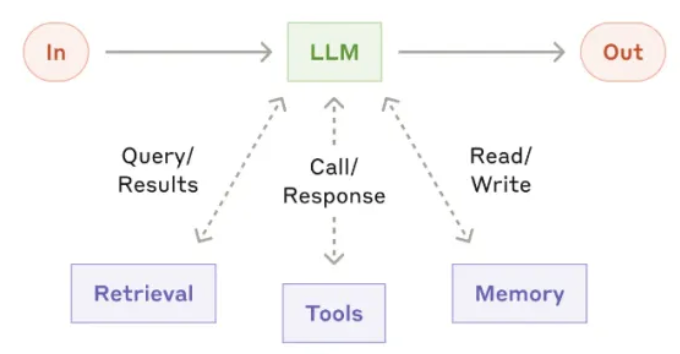 In
LLM
Out
Query/
Results
Call/
Response
Read/
Write
Retrieval
Tools
Memory